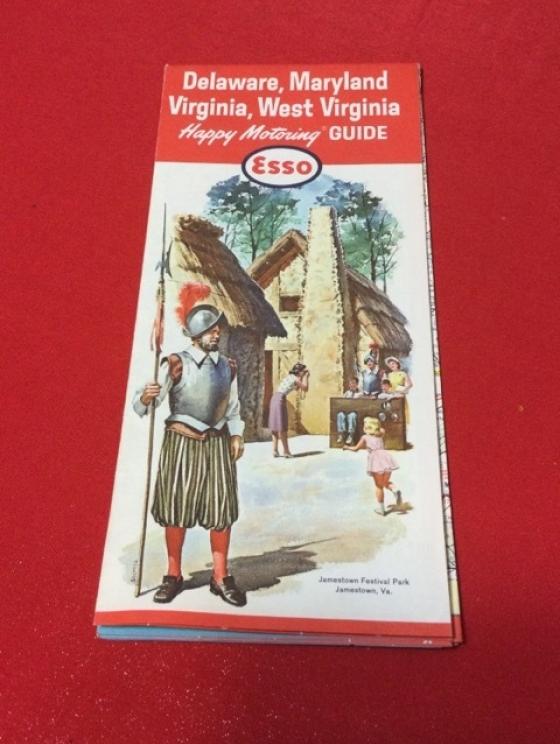 Delaware, Maryland
Virginia, West Virginia
Happy Motoring GUIDE
Esso
Jamestown Festival Park
Jamestown, Va.